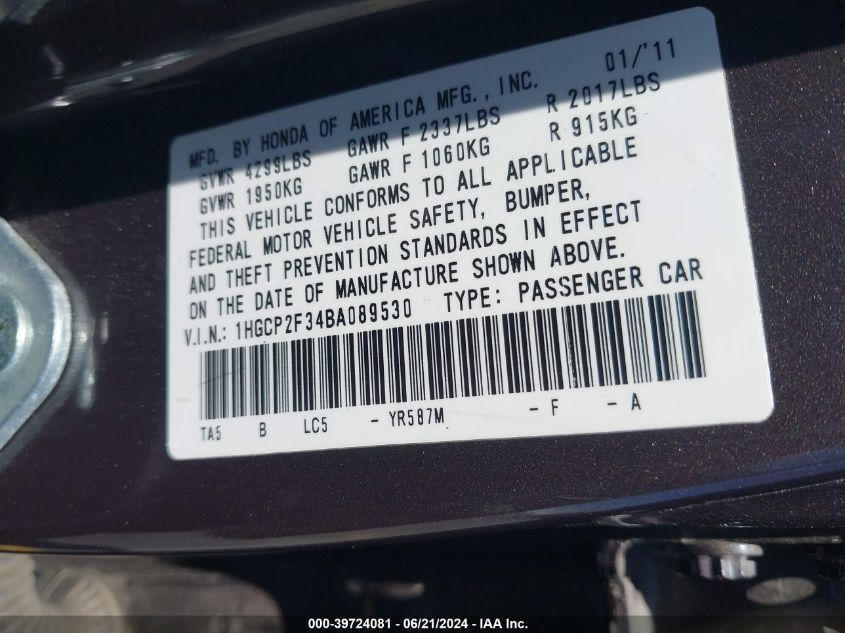 01/'11
MFD. BY HONDA OF AMERICA MFG., INC.
GVWR 4299LBS GAWR F 2337LBS R 2017LBS
GVWR 1950KG GAWR F 1060KG R 915KG
THIS VEHICLE CONFORMS TO ALL APPLICABLE
FEDERAL MOTOR VEHICLE SAFETY, BUMPER,
AND THEFT PREVENTION STANDARDS IN EFFECT
ON THE DATE OF MANUFACTURE SHOWN ABOVE.
V.I.N.: 1HGCP2F34BA089530 TYPE: PASSENGER CAR
TA5 B LC5 - YR587M - F - A
000-39724081 - 06/21/2024 - IAA Inc.